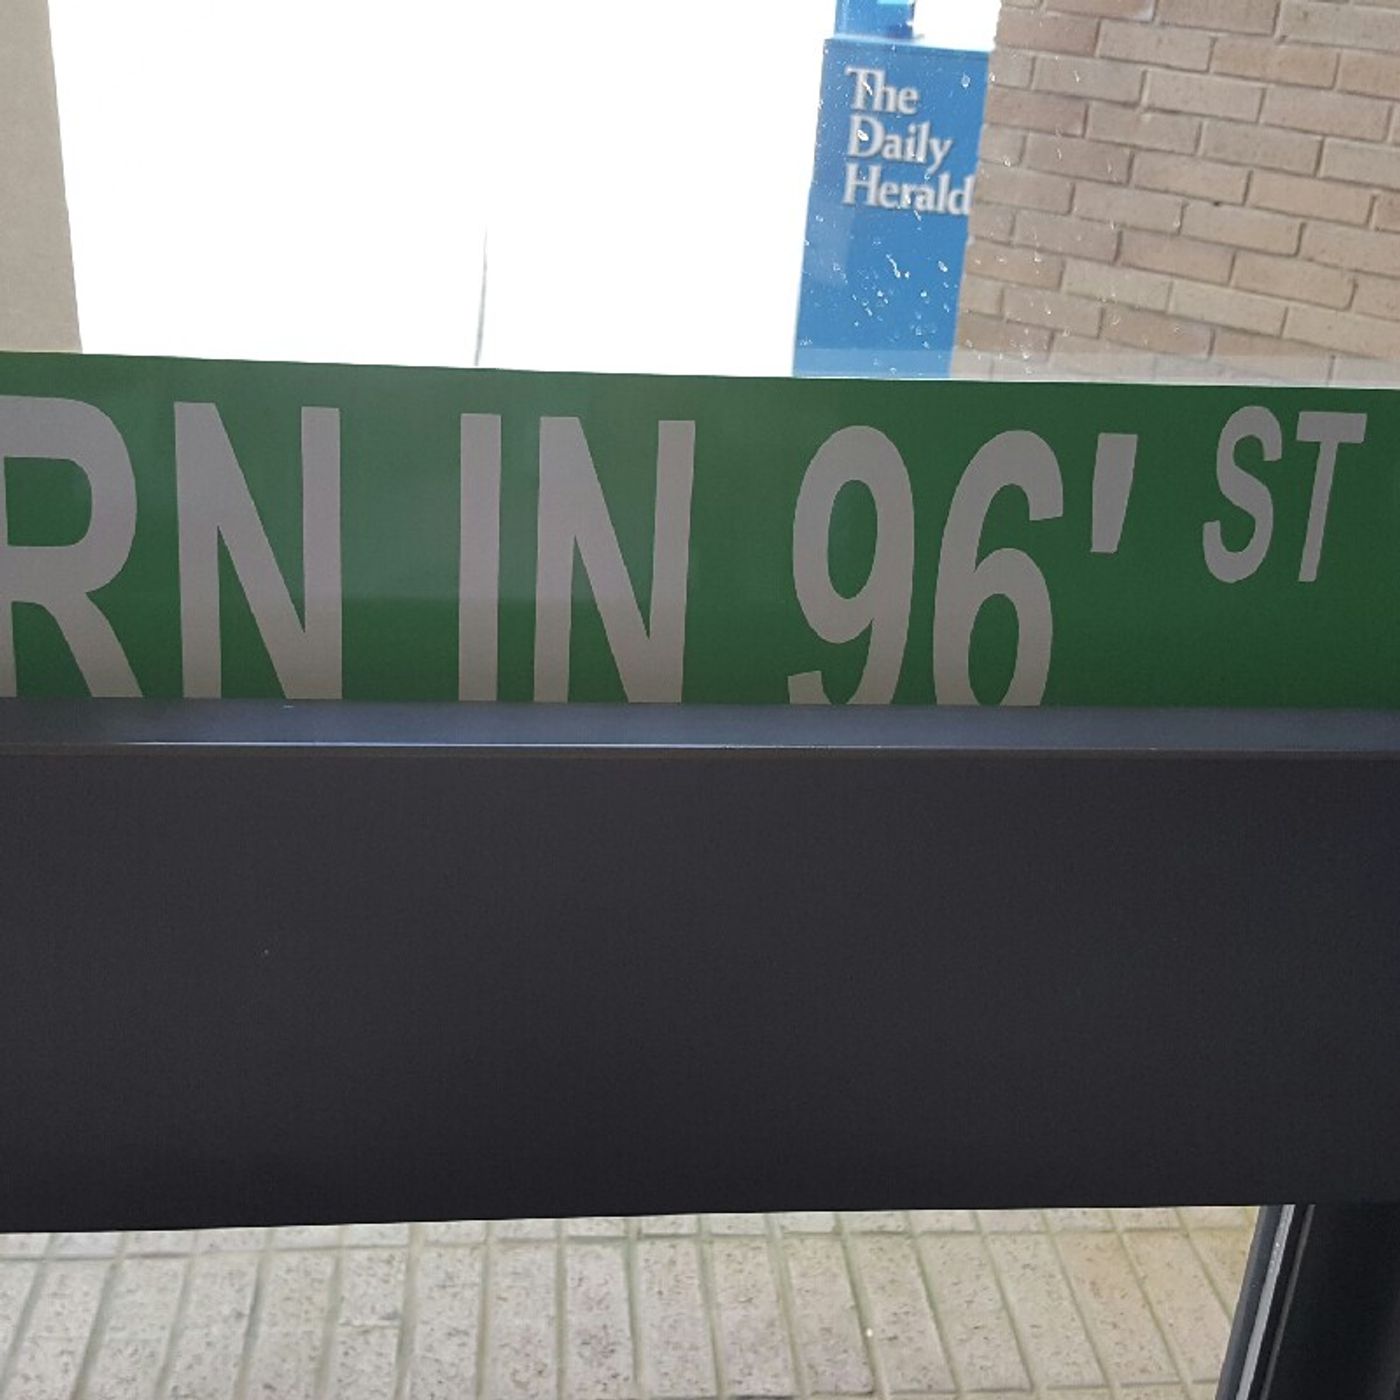 The
Daily
Herald
RN IN 96' ST